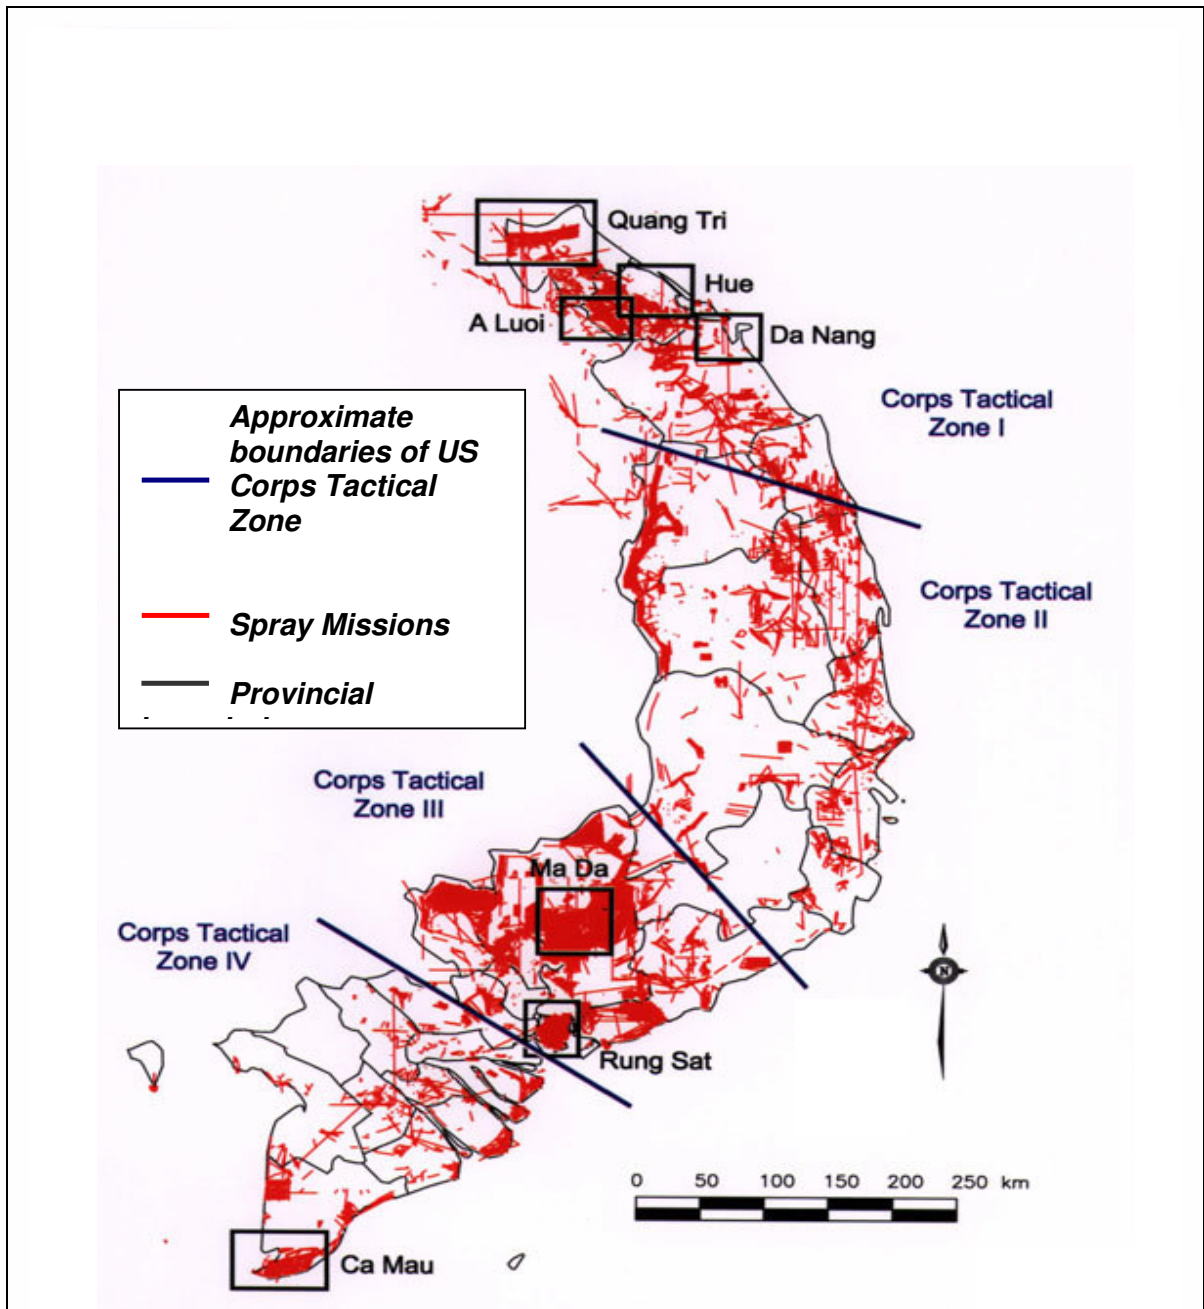 Quang Tri
Hue
A Luoi
Da Nang
Corps Tactical
Zone I
Approximate
boundaries of US
Corps Tactical
Zone
Spray Missions
Provincial
Corps Tactical
Zone II
Corps Tactical
Zone III
Ma Da
Corps Tactical
Zone IV
N
Rung Sat
0 50 100 150 200 250 km
Ca Mau